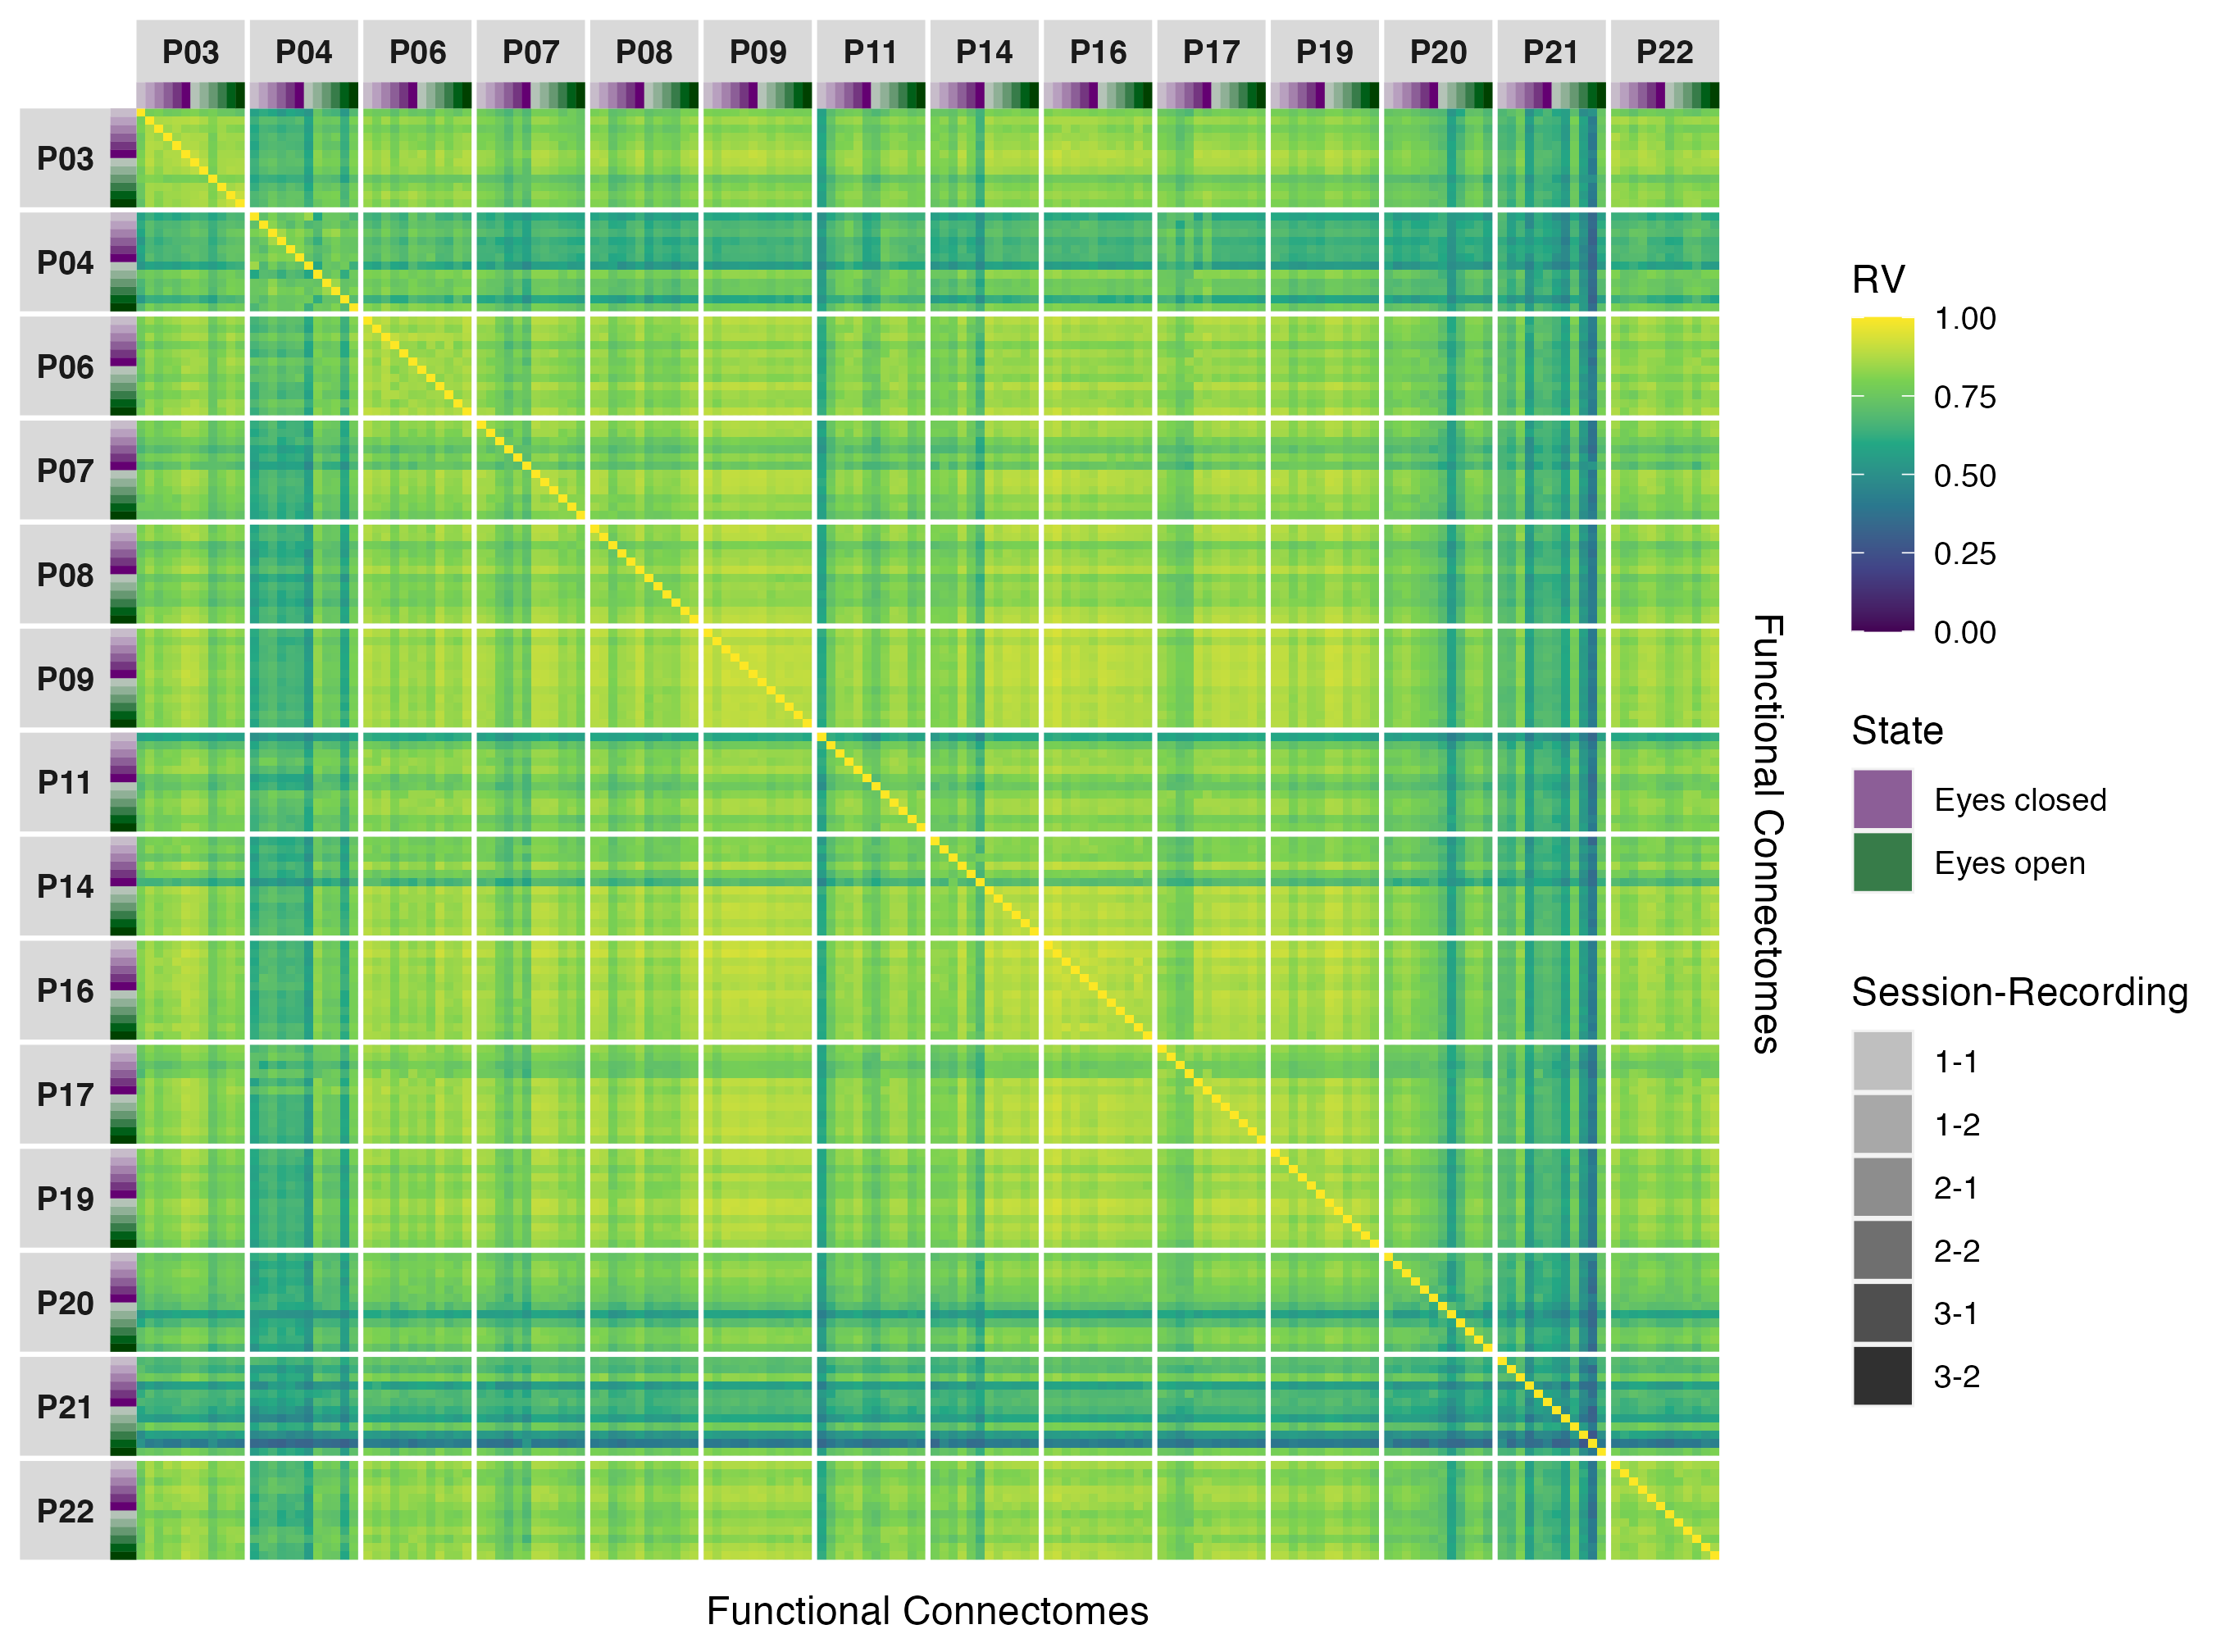 P03 P04 P06 P07 P08 P09 P11 P14 P16 P17 P19 P20 P21 P22
P03
P04
P06
P07
P08
P09
P11
P14
P16
P17
P19
P20
P21
P22
Functional Connectomes
Functional Connectomes
RV
1.00
0.75
0.50
0.25
0.00
State
Eyes closed
Eyes open
Session-Recording
1-1
1-2
2-1
2-2
3-1
3-2